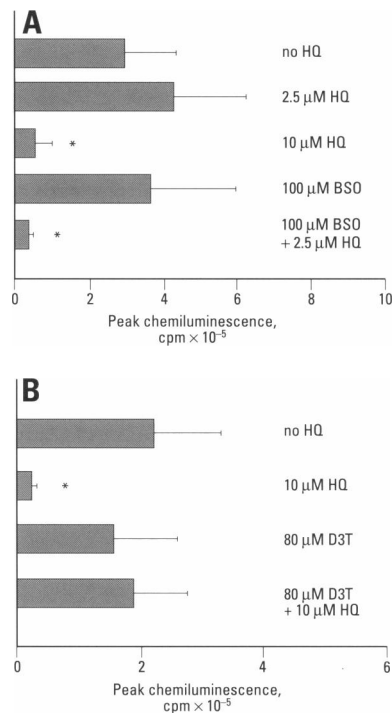 A
no HQ
2.5 μM HQ
10 μM HQ
*
100 μM BSO
100 μM BSO
+ 2.5 μM HQ
*
0 2 4 6 8 10
Peak chemiluminescence,
cpm × 10⁻⁵
B
no HQ
10 μM HQ
*
80 μM D3T
80 μM D3T
+ 10 μM HQ
0 2 4 6
Peak chemiluminescence,
cpm × 10⁻⁵